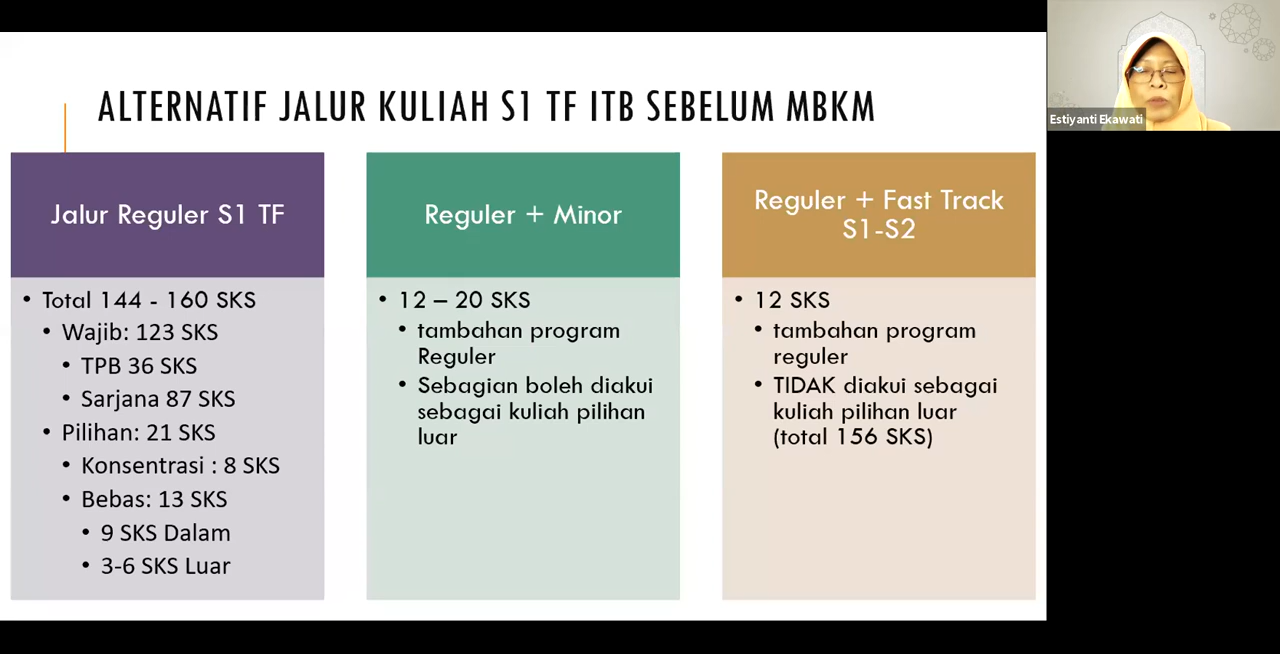 ALTERNATIF JALUR KULIAH S1 TF ITB SEBELUM MBKM
Estiyanti Ekawati
Jalur Reguler S1 TF
• Total 144 - 160 SKS
• Wajib: 123 SKS
• TPB 36 SKS
• Sarjana 87 SKS
• Pilihan: 21 SKS
• Konsentrasi : 8 SKS
• Bebas: 13 SKS
• 9 SKS Dalam
• 3-6 SKS Luar
Reguler + Minor
• 12 – 20 SKS
• tambahan program
Reguler
• Sebagian boleh diakui
sebagai kuliah pilihan
luar
Reguler + Fast Track
S1-S2
• 12 SKS
• tambahan program
reguler
• TIDAK diakui sebagai
kuliah pilihan luar
(total 156 SKS)